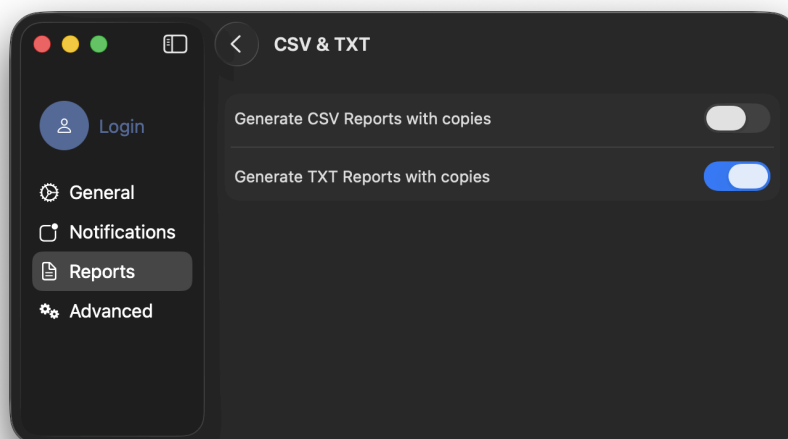 CSV & TXT
Login
General
Notifications
Reports
Advanced
Generate CSV Reports with copies
Generate TXT Reports with copies